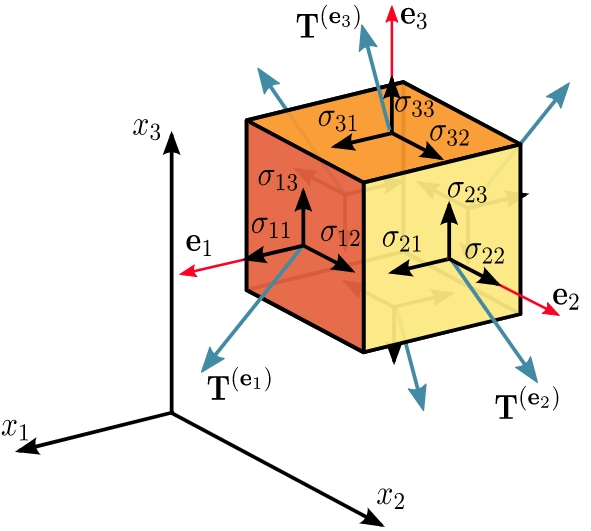 T^(e₃)
e₃
x₃
σ₃₃
σ₃₁
σ₃₂
σ₁₃
σ₂₃
σ₁₁
σ₁₂
σ₂₁
σ₂₂
e₁
e₂
T^(e₁)
T^(e₂)
x₁
x₂